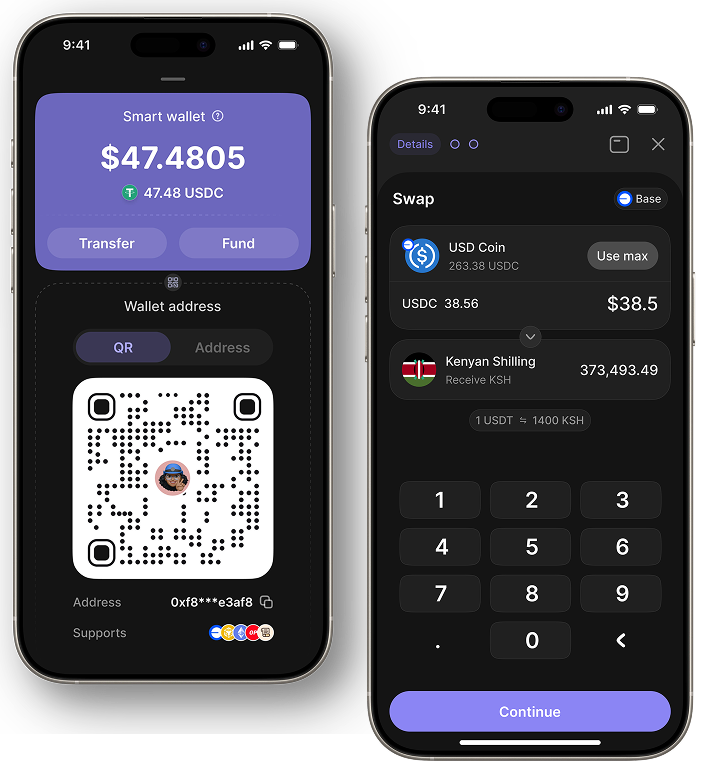 9:41
Smart wallet
$47.4805
47.48 USDC
Transfer
Fund
Wallet address
QR
Address
Address
0xf8***e3af8
Supports
9:41
Details
Swap
Base
USD Coin
263.38 USDC
Use max
USDC 38.56
$38.5
Kenyan Shilling
Receive KSH
373,493.49
1 USDT ⇋ 1400 KSH
1 2 3
4 5 6
7 8 9
. 0
Continue